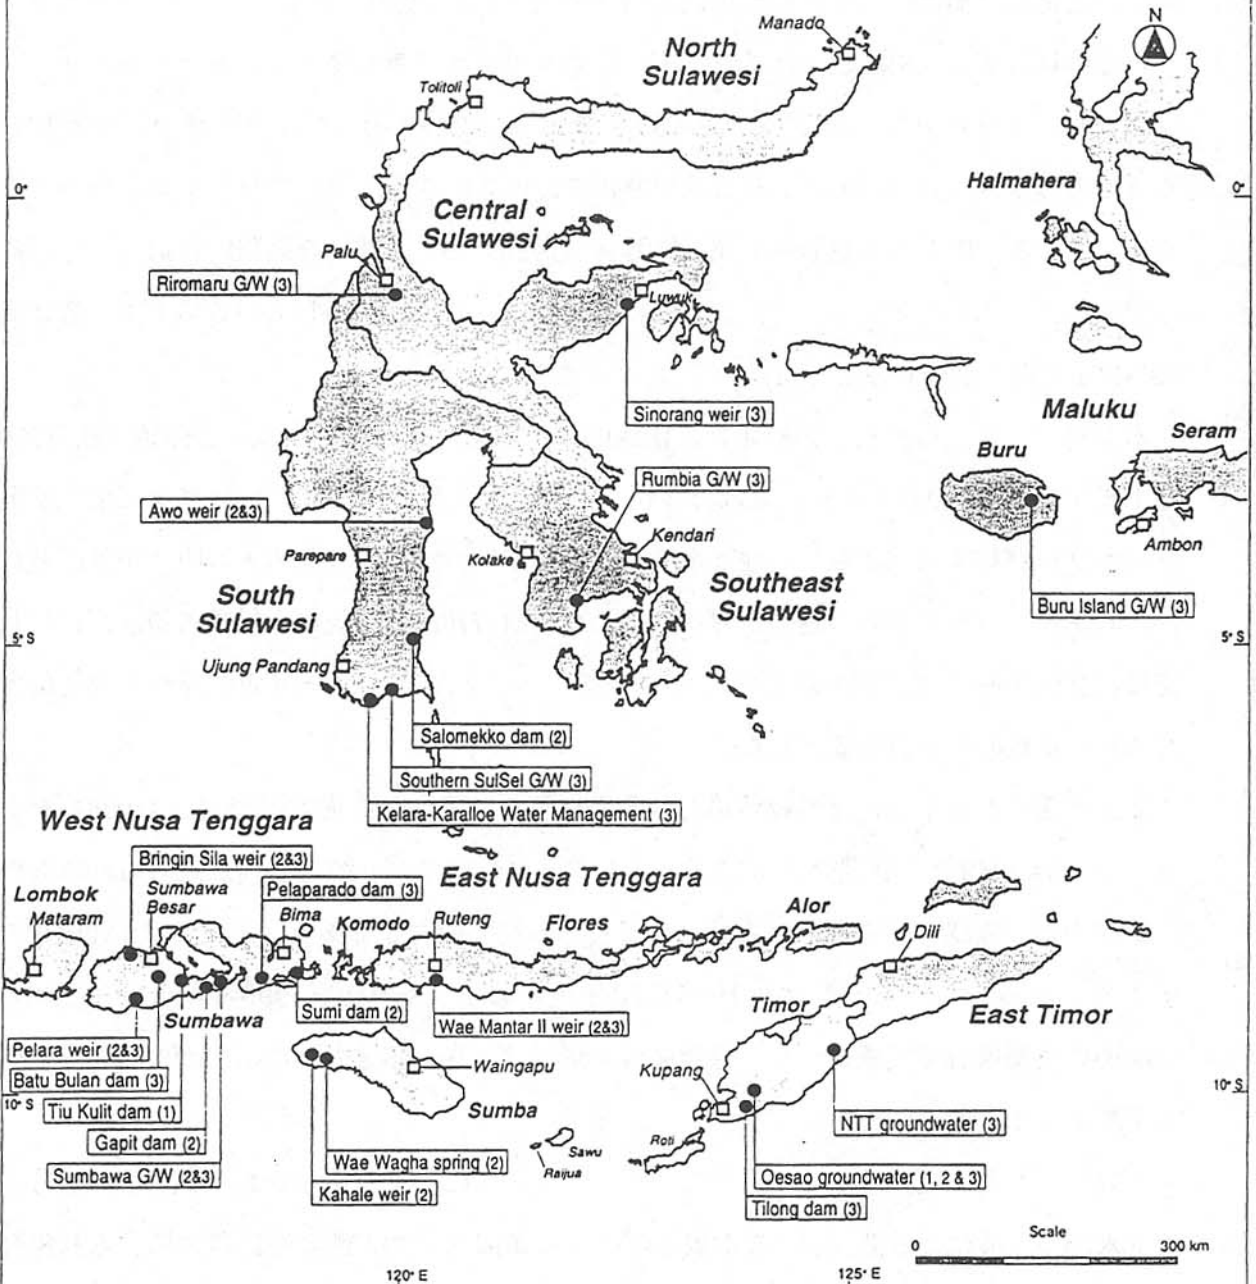 N
Manado
North
Sulawesi
Tolitoli
Halmahera
0°
0°
Central
Sulawesi
Palu
Riromaru G/W (3)
Luwuk
Sinorang weir (3)
Maluku
Buru
Seram
Rumbia G/W (3)
Awo weir (2&3)
Kendari
Parepare
Kolake
Ambon
South
Sulawesi
Southeast
Sulawesi
Buru Island G/W (3)
5° S
5° S
Ujung Pandang
Salomekko dam (2)
Southern SulSel G/W (3)
Kelara-Karalloe Water Management (3)
West Nusa Tenggara
Bringin Sila weir (2&3)
East Nusa Tenggara
Lombok
Mataram
Sumbawa
Besar
Pelaparado dam (3)
Bima
Komodo
Ruteng
Flores
Alor
Dili
Sumbawa
Sumi dam (2)
Wae Mantar II weir (2&3)
Timor
East Timor
Pelara weir (2&3)
Batu Bulan dam (3)
Tiu Kulit dam (1)
Gapit dam (2)
Sumbawa G/W (2&3)
Waingapu
Sumba
Kupang
10° S
10° S
NTT groundwater (3)
Wae Wagha spring (2)
Kahale weir (2)
Sawu
Raijua
Roti
Oesao groundwater (1, 2 & 3)
Tilong dam (3)
Scale
0 300 km
120° E
125° E